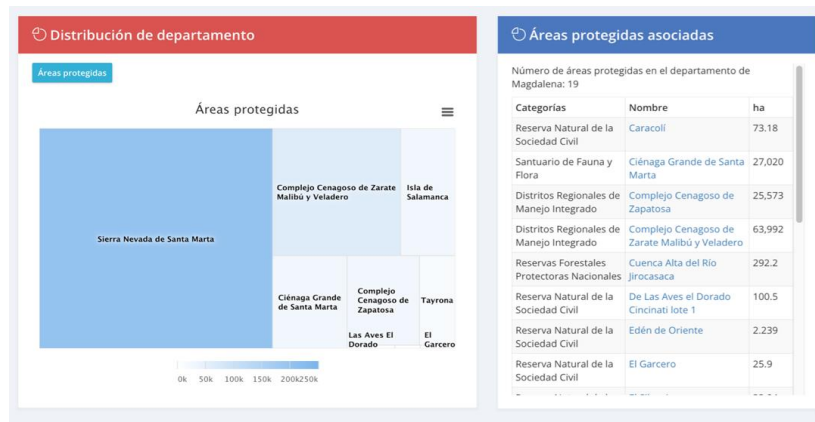 Distribución de departamento
Áreas protegidas
Áreas protegidas
Sierra Nevada de Santa Marta
Complejo Cenagoso de Zarate
Malibú y Veladero
Isla de
Salamanca
Ciénaga Grande
de Santa Marta
Complejo
Cenagoso de
Zapatosa
Tayrona
Las Aves El
Dorado
El
Garcero
0k 50k 100k 150k 200k250k
Áreas protegidas asociadas
Número de áreas protegidas en el departamento de
Magdalena: 19
Categorías Nombre ha
Reserva Natural de la Caracolí 73.18
Sociedad Civil
Santuario de Fauna y Ciénaga Grande de Santa 27,020
Flora Marta
Distritos Regionales de Complejo Cenagoso de 25,573
Manejo Integrado Zapatosa
Distritos Regionales de Complejo Cenagoso de 63,992
Manejo Integrado Zarate Malibú y Veladero
Reservas Forestales Cuenca Alta del Río 292.2
Protectoras Nacionales Jirocasaca
Reserva Natural de la De Las Aves el Dorado 100.5
Sociedad Civil Cincinati lote 1
Reserva Natural de la Edén de Oriente 2.239
Sociedad Civil
Reserva Natural de la El Garcero 25.9
Sociedad Civil